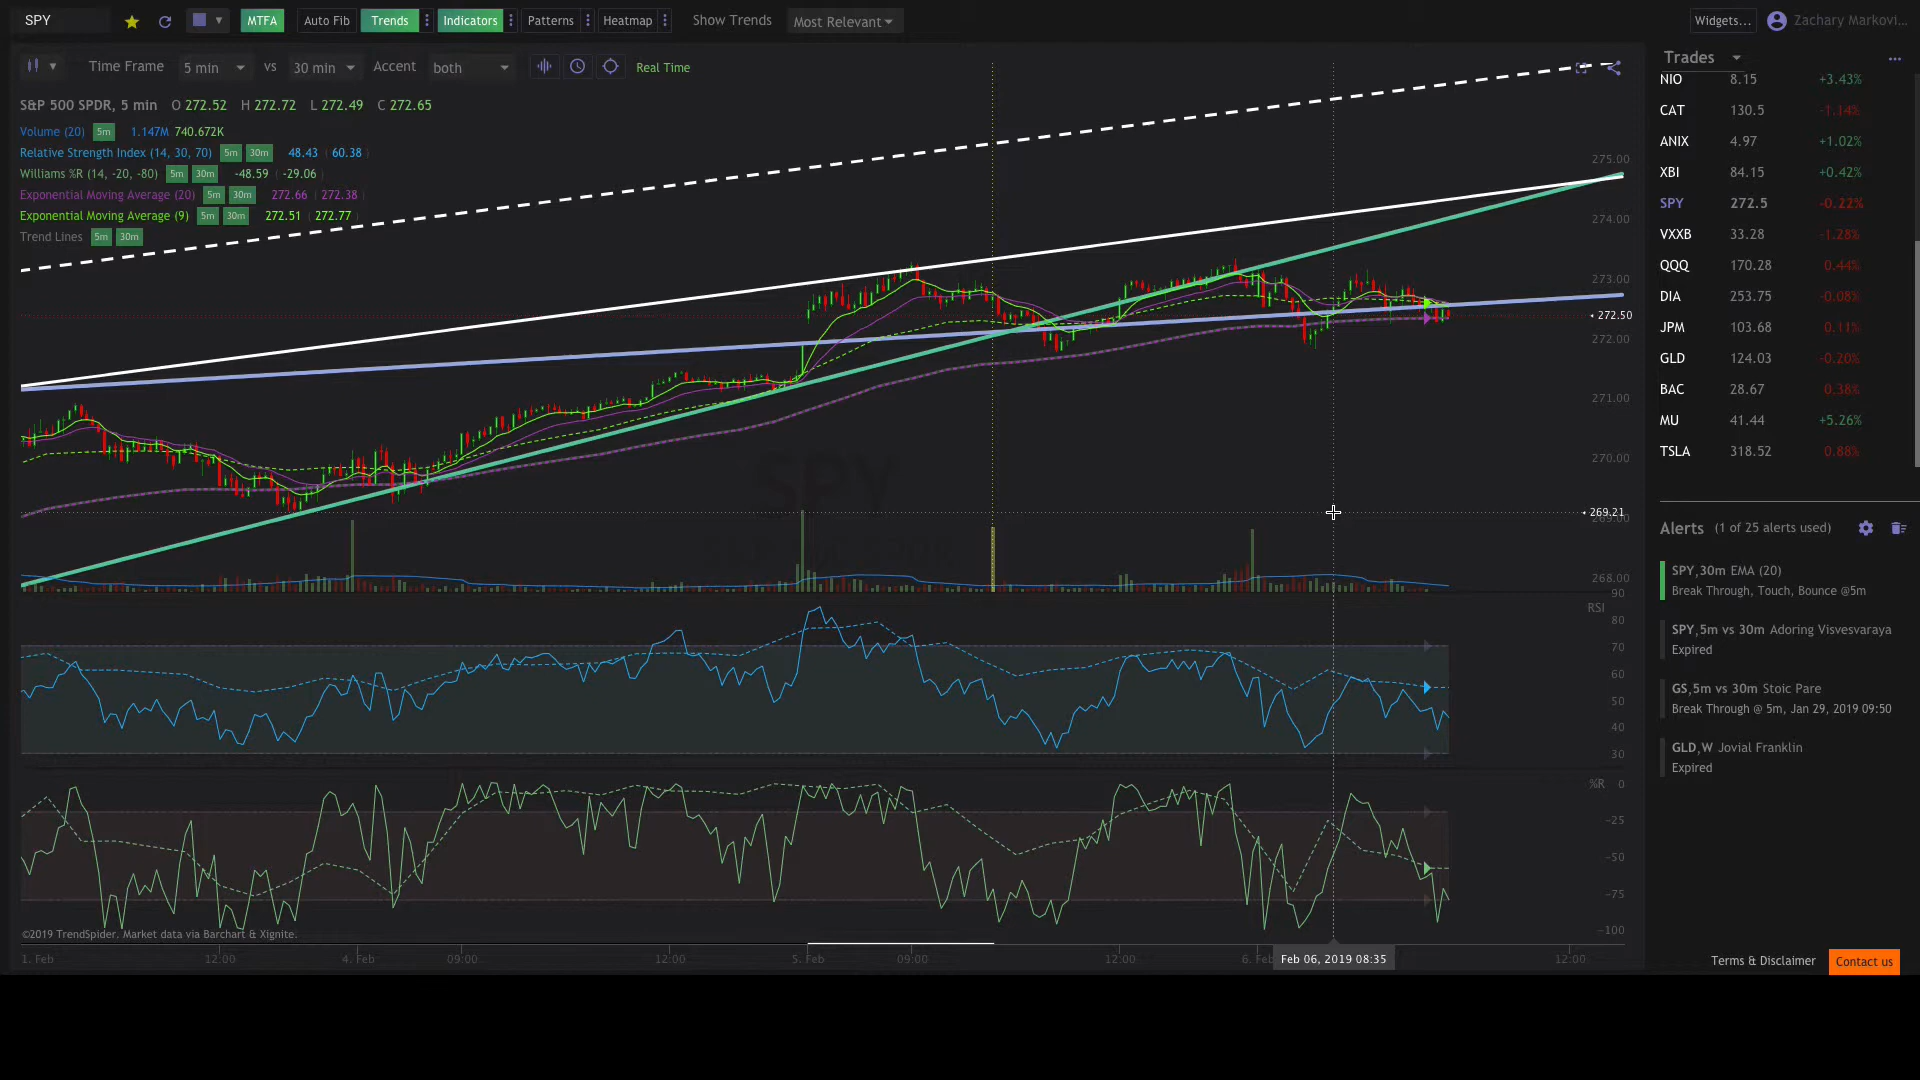 SPY MTFA Auto Fib Trends Indicators Patterns Heatmap Show Trends Most Relevant Widgets... Zachary Markovi...
Time Frame 5 min vs 30 min Accent both Real Time
S&P 500 SPDR, 5 min O 272.52 H 272.72 L 272.49 C 272.65
Volume (20) 5m 1.147M 740.672K
Relative Strength Index (14, 30, 70) 5m 30m 48.43 60.38
Williams %R (14, -20, -80) 5m 30m -48.59 -29.06
Exponential Moving Average (20) 5m 30m 272.66 272.38
Exponential Moving Average (9) 5m 30m 272.51 272.77
Trend Lines 5m 30m
SPY
275.00
274.00
273.00
272.50
272.00
271.00
270.00
269.21
269.00
268.00
90
RSI
80
70
60
50
40
30
%R 0
-25
-50
-75
-100
©2019 TrendSpider. Market data via Barchart & Xignite.
1. Feb 12:00 4. Feb 09:00 12:00 5. Feb 09:00 12:00 6. Feb Feb 06, 2019 08:35 12:00
Trades
NIO 8.15 +3.43%
CAT 130.5 -1.14%
ANIX 4.97 +1.02%
XBI 84.15 +0.42%
SPY 272.5 -0.22%
VXXB 33.28 -1.28%
QQQ 170.28 0.44%
DIA 253.75 -0.08%
JPM 103.68 0.11%
GLD 124.03 -0.20%
BAC 28.67 0.38%
MU 41.44 +5.26%
TSLA 318.52 0.88%
Alerts (1 of 25 alerts used)
SPY,30m EMA (20)
Break Through, Touch, Bounce @5m
SPY,5m vs 30m Adoring Visvesvaraya
Expired
GS,5m vs 30m Stoic Pare
Break Through @ 5m, Jan 29, 2019 09:50
GLD,W Jovial Franklin
Expired
Terms & Disclaimer Contact us